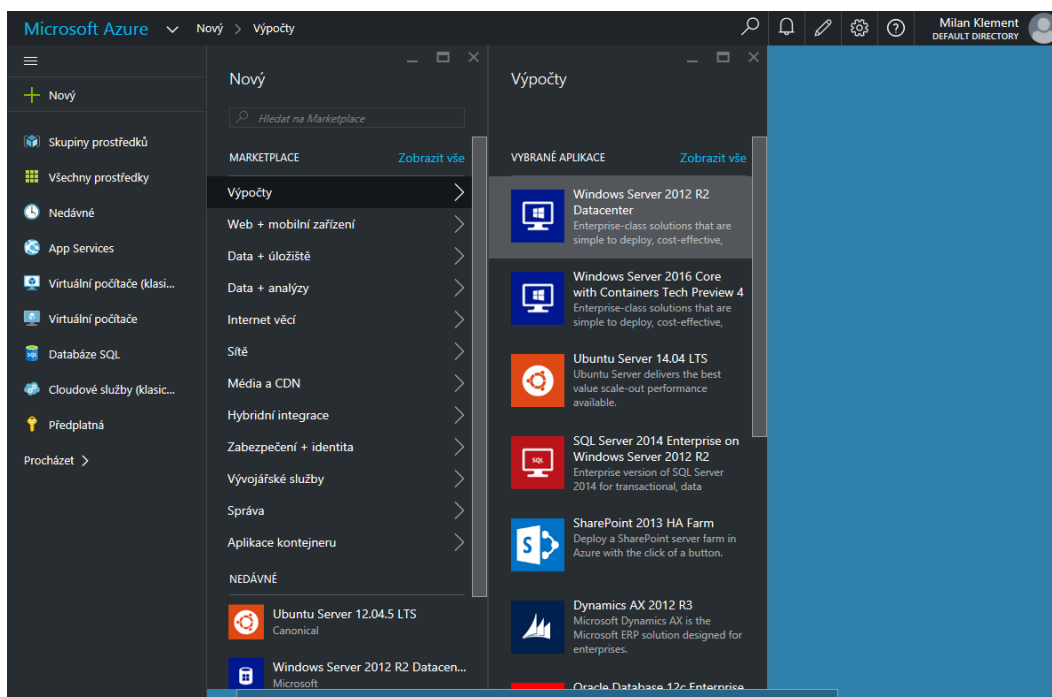 Microsoft Azure
Nový > Výpočty
Milan Klement
DEFAULT DIRECTORY
Nový
Skupiny prostředků
Všechny prostředky
Nedávné
App Services
Virtuální počítače (klasi...
Virtuální počítače
Databáze SQL
Cloudové služby (klasic...
Předplatná
Procházet >
Nový
Hledat na Marketplace
MARKETPLACE
Zobrazit vše
Výpočty
Web + mobilní zařízení
Data + úložiště
Data + analýzy
Internet věcí
Sítě
Média a CDN
Hybridní integrace
Zabezpečení + identita
Vývojářské služby
Správa
Aplikace kontejneru
NEDÁVNÉ
Ubuntu Server 12.04.5 LTS
Canonical
Windows Server 2012 R2 Datacen...
Microsoft
Výpočty
VYBRANÉ APLIKACE
Zobrazit vše
Windows Server 2012 R2
Datacenter
Enterprise-class solutions that are
simple to deploy, cost-effective,
Windows Server 2016 Core
with Containers Tech Preview 4
Enterprise-class solutions that are
simple to deploy, cost-effective,
Ubuntu Server 14.04 LTS
Ubuntu Server delivers the best
value scale-out performance
available.
SQL
SQL Server 2014 Enterprise on
Windows Server 2012 R2
Enterprise version of SQL Server
2014 for transactional, data
SharePoint 2013 HA Farm
Deploy a SharePoint server farm in
Azure with the click of a button.
Dynamics AX 2012 R3
Microsoft Dynamics AX is the
Microsoft ERP solution designed for
enterprises.
Oracle Database 12c Enterprise